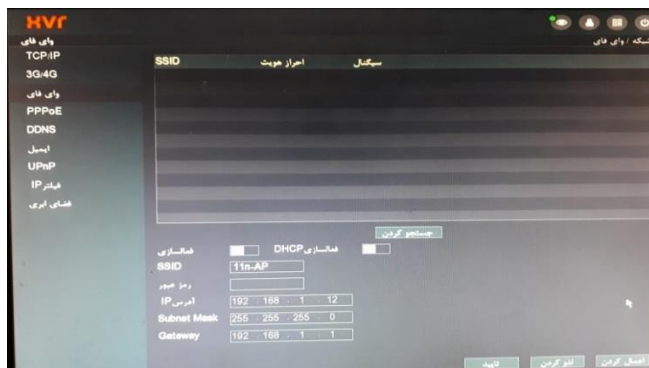 XVr
وای فای
شبکه / وای فای
TCP/IP
3G/4G
وای فای
PPPoE
DDNS
ایمیل
UPnP
فیلتر IP
فضای ابری
SSID احراز هویت سیگنال
جستجو کردن
فعالسازی فعالسازی DHCP
SSID 11n-AP
رمز عبور
آدرس IP 192 . 168 . 1 . 12
Subnet Mask 255 . 255 . 255 . 0
Gateway 192 . 168 . 1 . 1
تایید لغو کردن اعمال کردن